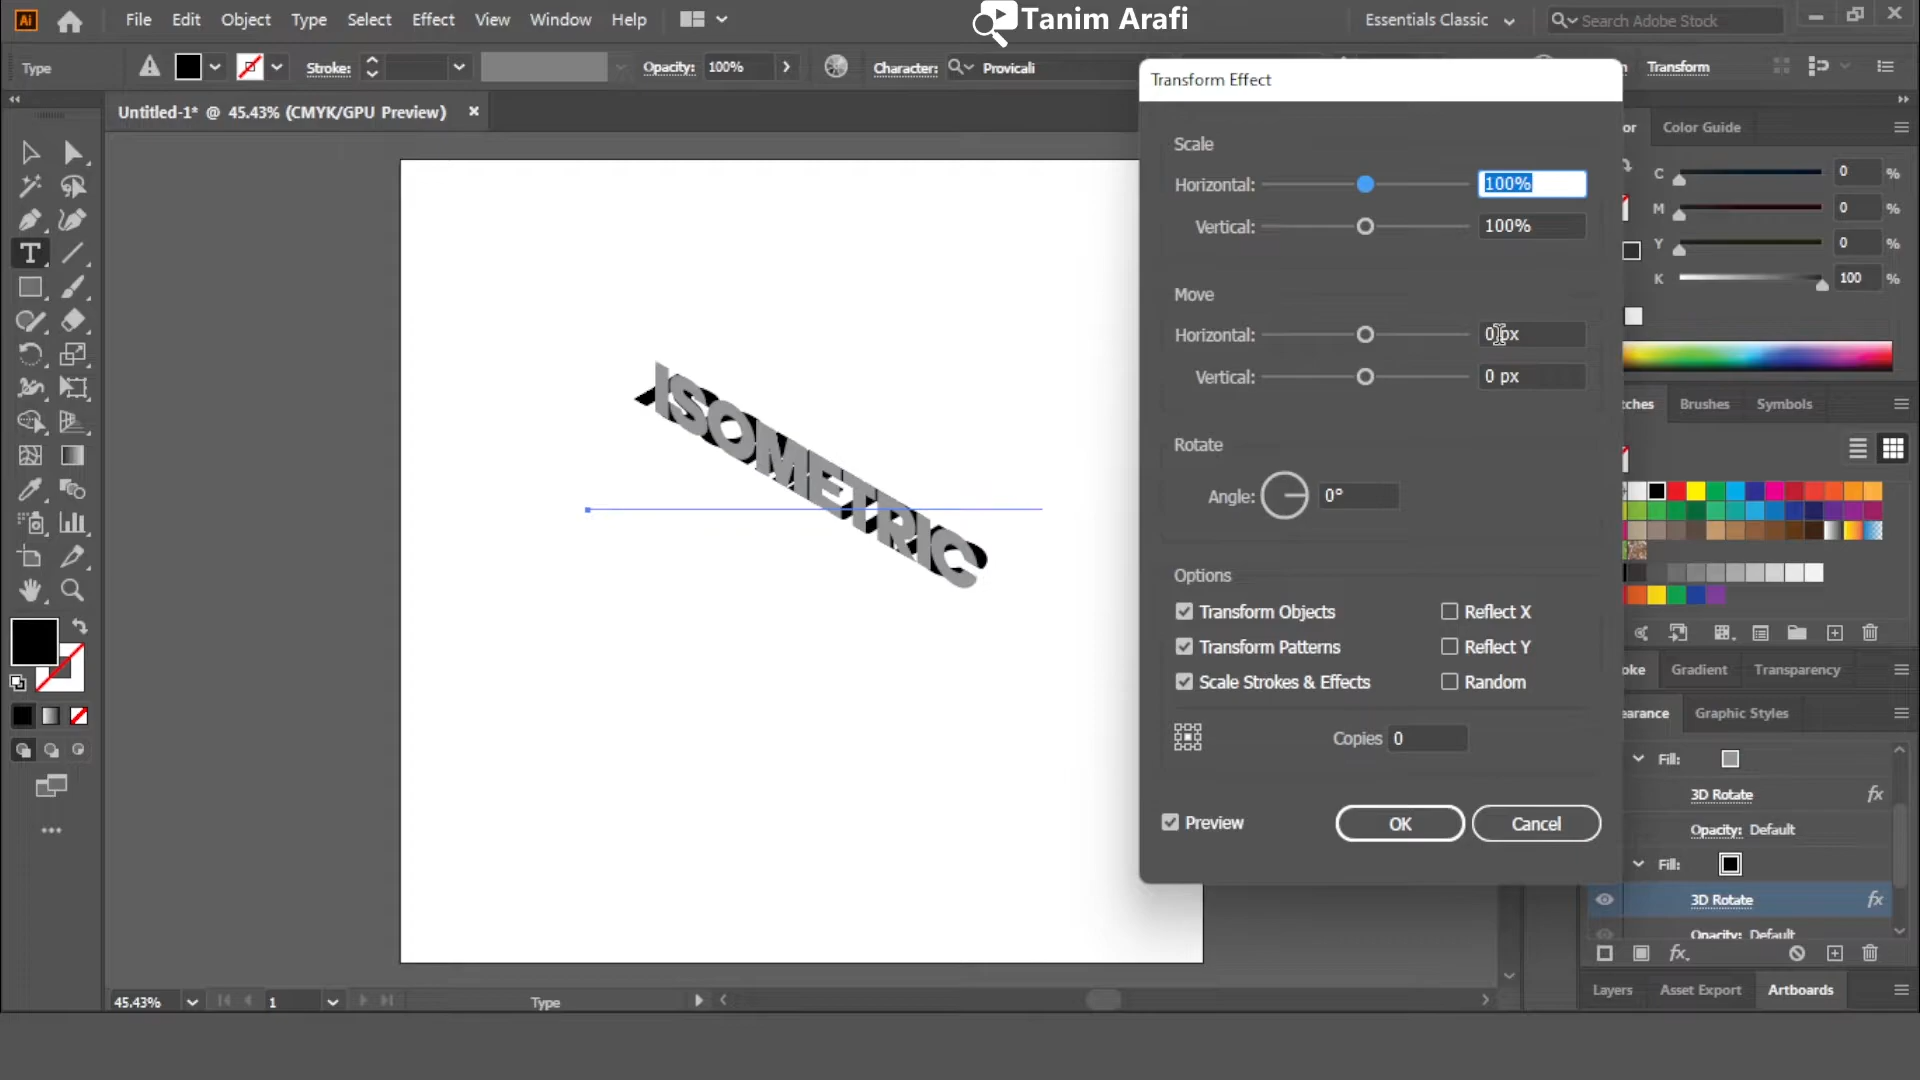 Ai File Edit Object Type Select Effect View Window Help Tanim Arafi Essentials Classic Search Adobe Stock
Type Stroke: Opacity: 100% Character: Provicali Transform
Untitled-1* @ 45.43% (CMYK/GPU Preview)
Transform Effect
Scale
Horizontal: 100%
Vertical: 100%
Move
Horizontal: 0 px
Vertical: 0 px
Rotate
Angle: 0°
Options
Transform Objects Reflect X
Transform Patterns Reflect Y
Scale Strokes & Effects Random
Copies 0
Preview OK Cancel
ISOMETRIC
Color Guide
C 0 %
M 0 %
Y 0 %
K 100 %
Brushes Symbols
Gradient Transparency
Graphic Styles
Fill:
3D Rotate fx
Opacity: Default
Fill:
3D Rotate fx
Opacity: Default
fx.
Layers Asset Export Artboards
45.43% 1 Type